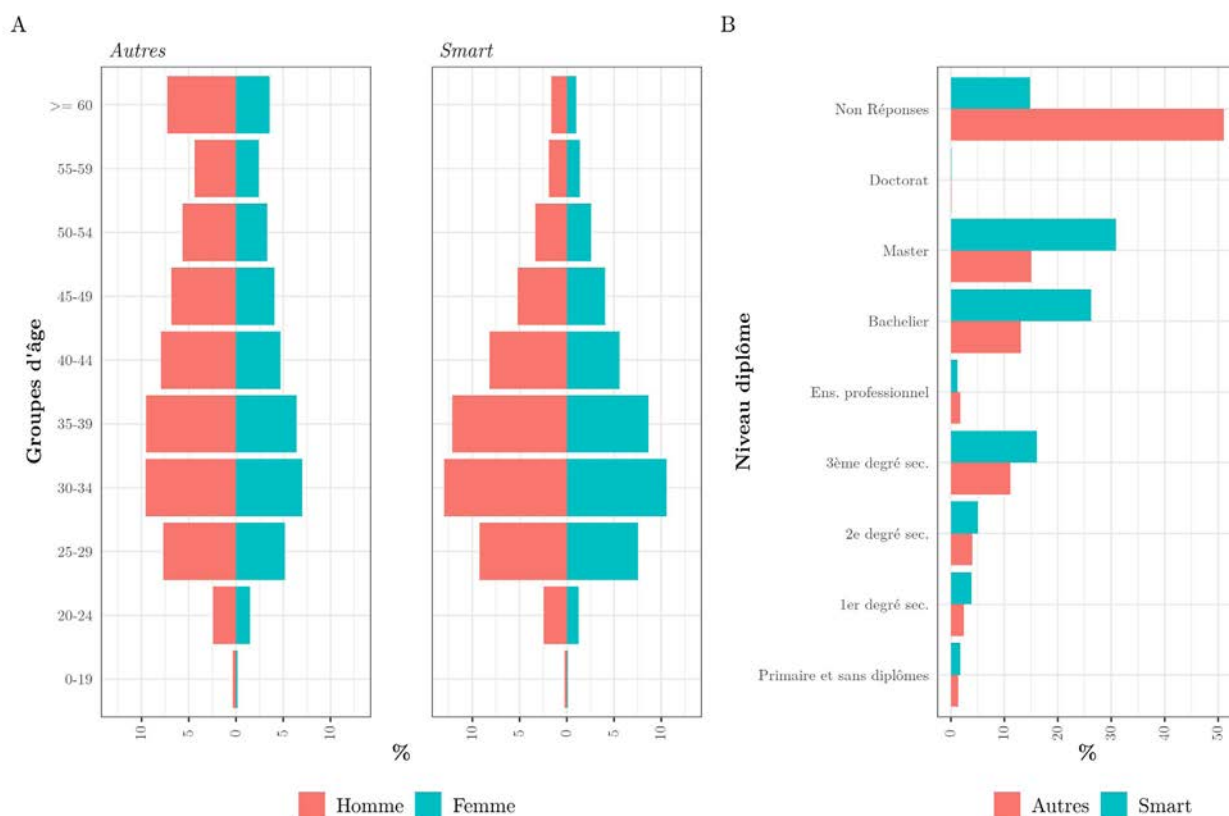 A
B
Autres
Smart
Groupes d'âge
>= 60
55-59
50-54
45-49
40-44
35-39
30-34
25-29
20-24
0-19
10
5
0
5
10
10
5
0
5
10
%
Homme
Femme
Niveau diplôme
Non Réponses
Doctorat
Master
Bachelier
Ens. professionnel
3ème degré sec.
2e degré sec.
1er degré sec.
Primaire et sans diplômes
0
10
20
30
40
50
%
Autres
Smart